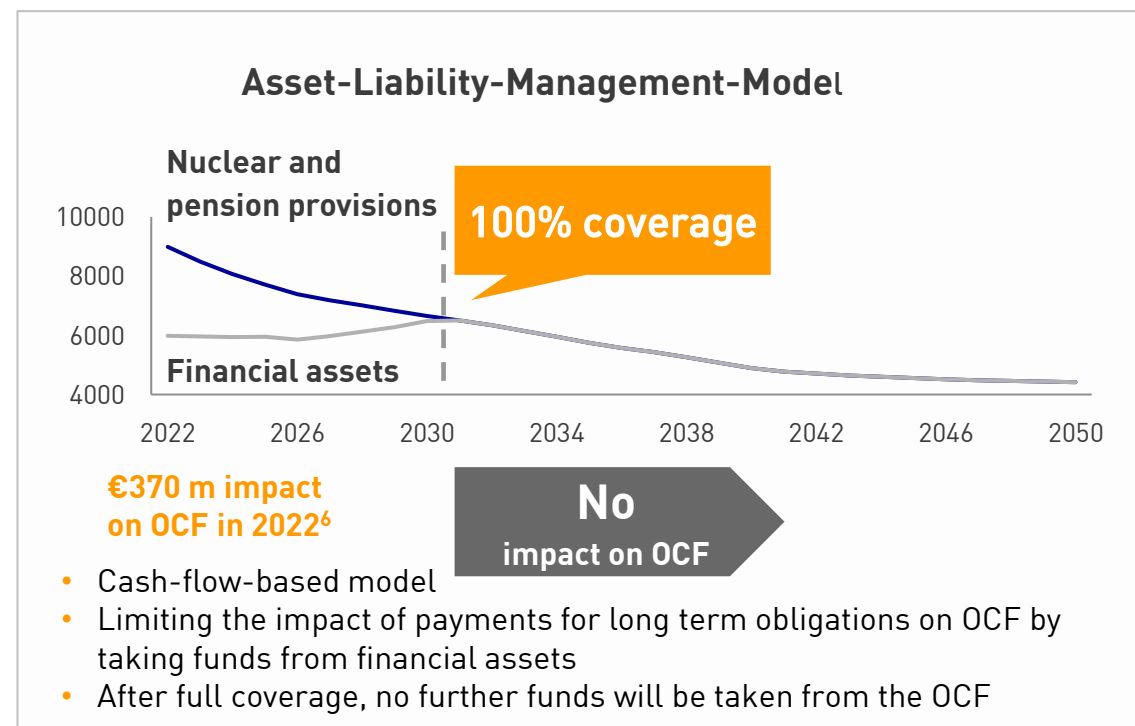 Asset-Liability-Management-Model
Nuclear and
pension provisions
100% coverage
10000
8000
6000
4000
Financial assets
2022 2026 2030 2034 2038 2042 2046 2050
€370 m impact
on OCF in 2022⁶
No
impact on OCF
• Cash-flow-based model
• Limiting the impact of payments for long term obligations on OCF by
taking funds from financial assets
• After full coverage, no further funds will be taken from the OCF